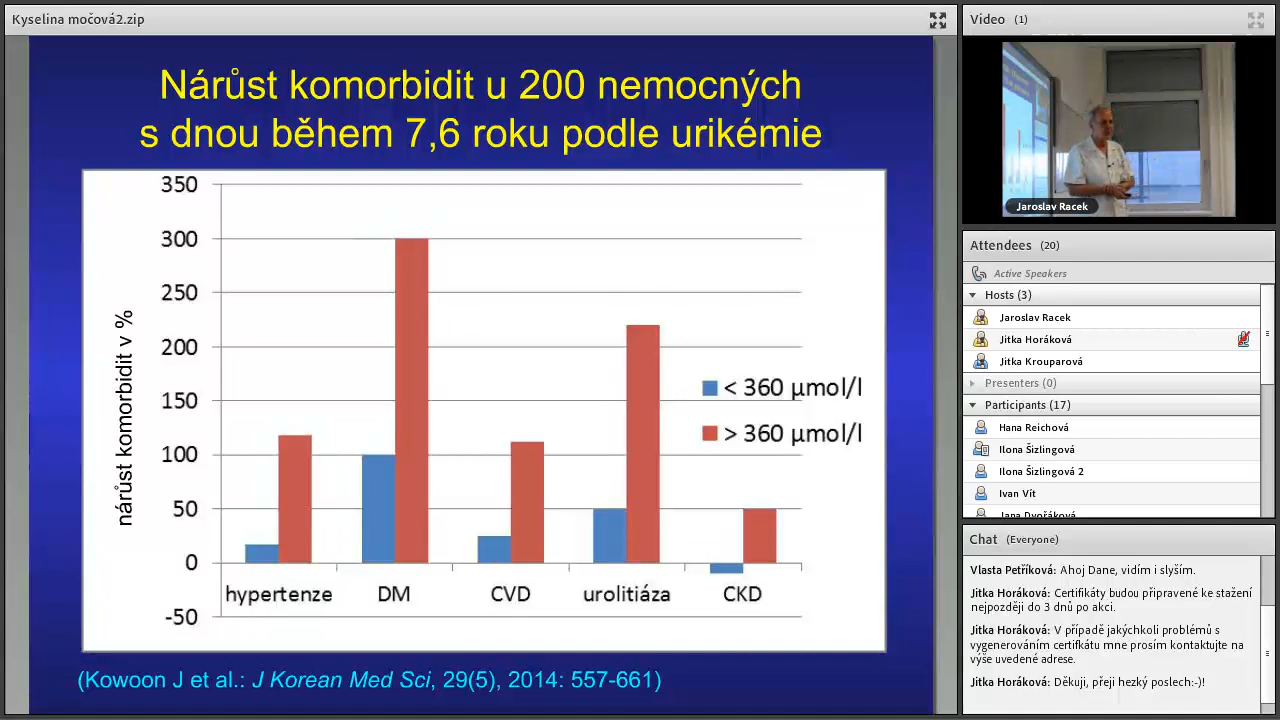 Kyselina močová2.zip
Nárůst komorbidit u 200 nemocných
s dnou během 7,6 roku podle urikémie
350
300
250
200
150
100
50
0
-50
nárůst komorbidit v %
< 360 µmol/l
> 360 µmol/l
hypertenze DM CVD urolitiáza CKD
(Kowoon J et al.: J Korean Med Sci, 29(5), 2014: 557-661)
Video (1)
Jaroslav Racek
Attendees (20)
Active Speakers
Hosts (3)
Jaroslav Racek
Jitka Horáková
Jitka Krouparová
Presenters (0)
Participants (17)
Hana Reichová
Ilona Šizlingová
Ilona Šizlingová 2
Ivan Vít
Jana Dvořáková
Chat (Everyone)
Vlasta Petříková: Ahoj Dane, vidím i slyším.
Jitka Horáková: Certifikáty budou připravené ke stažení
nejpozději do 3 dnů po akci.
Jitka Horáková: V případě jakýchkoli problémů s
vygenerováním certifkátu mne prosím kontaktujte na
výše uvedené adrese.
Jitka Horáková: Děkuji, přeji hezký poslech:-)!